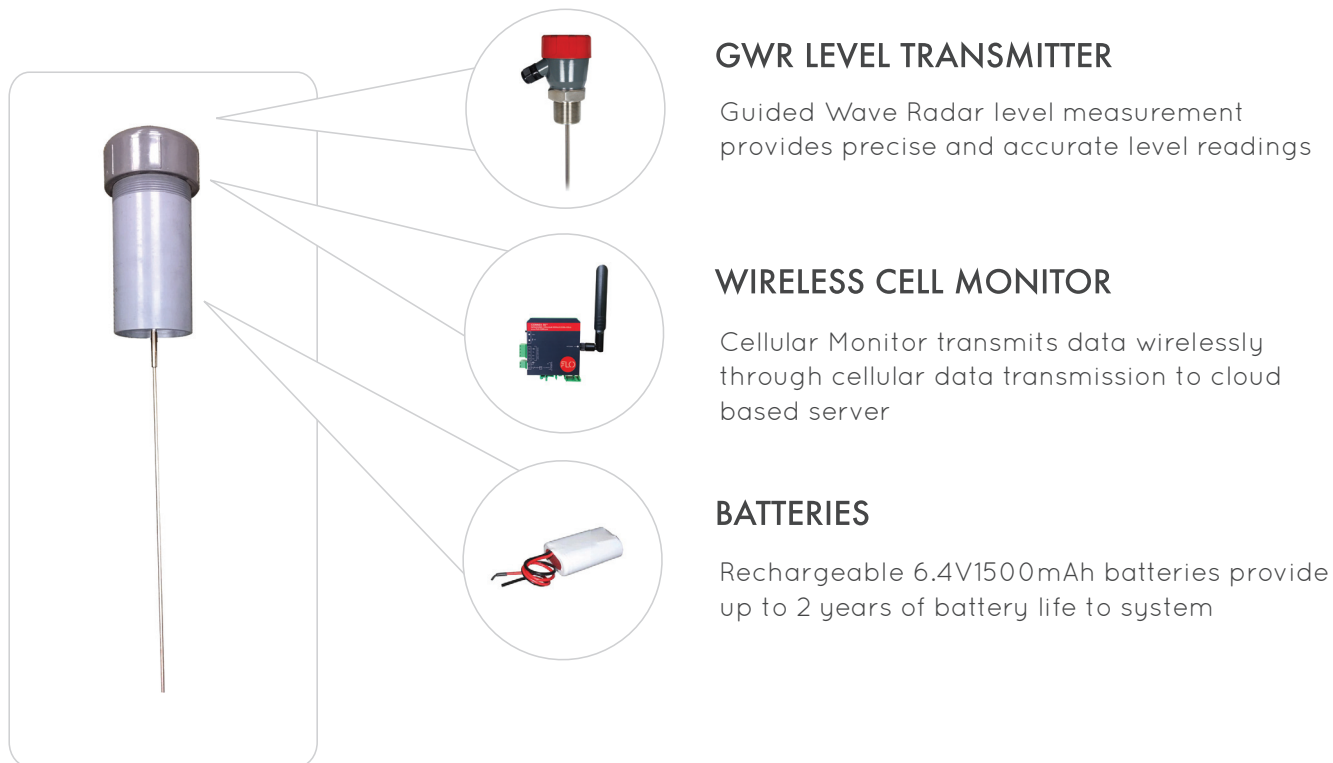 GWR LEVEL TRANSMITTER
Guided Wave Radar level measurement
provides precise and accurate level readings
WIRELESS CELL MONITOR
Cellular Monitor transmits data wirelessly
through cellular data transmission to cloud
based server
FLO
BATTERIES
Rechargeable 6.4V1500mAh batteries provide
up to 2 years of battery life to system